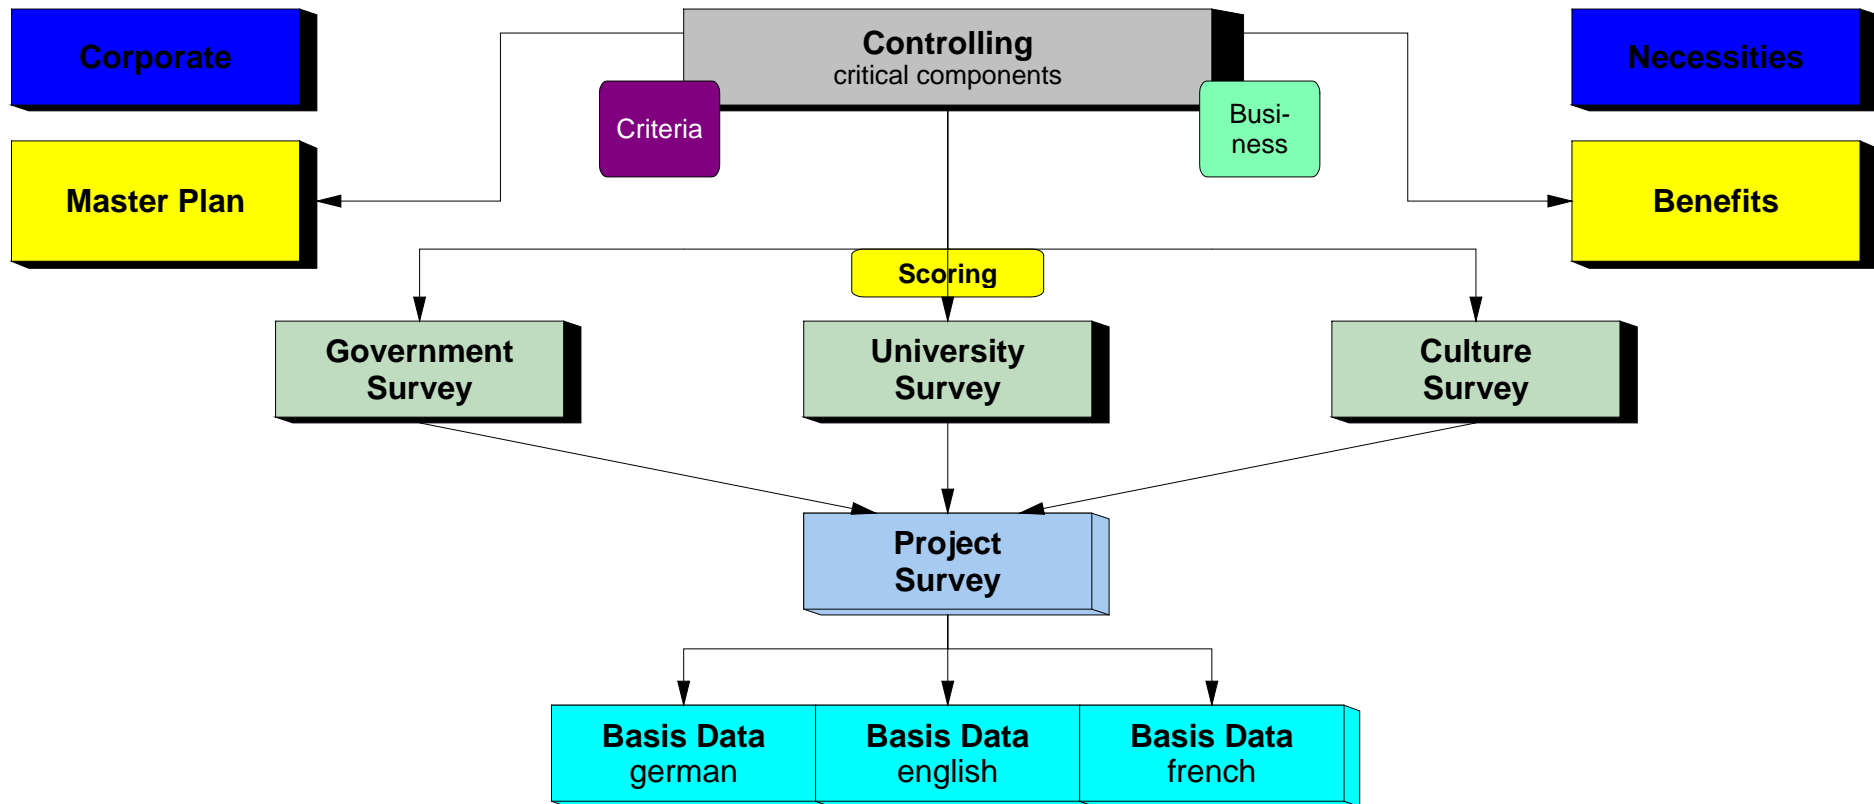 Corporate
Controlling
critical components
Necessities
Criteria
Busi-
ness
Master Plan
Benefits
Scoring
Government
Survey
University
Survey
Culture
Survey
Project
Survey
Basis Data
german
Basis Data
english
Basis Data
french